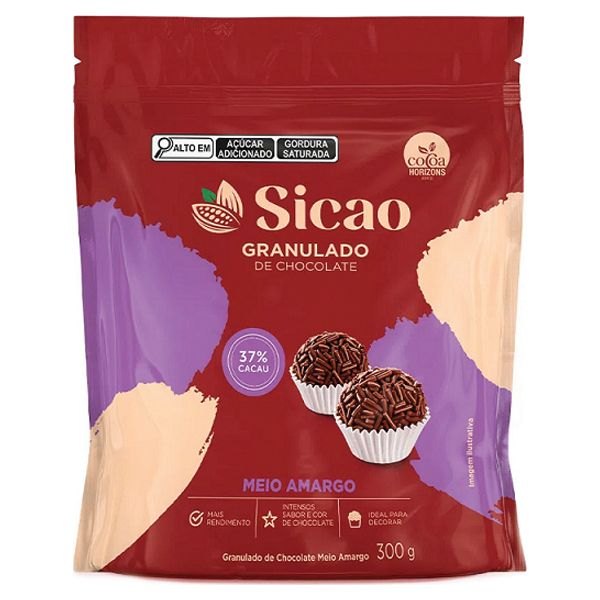 ALTO EM
AÇÚCAR
ADICIONADO
GORDURA
SATURADA
cocoa
HORIZONS
Sicao
GRANULADO
DE CHOCOLATE
37%
CACAU
MEIO AMARGO
MAIS
RENDIMENTO
INTENSOS
SABOR E COR
DE CHOCOLATE
IDEAL PARA
DECORAR
Imagem ilustrativa
Granulado de Chocolate Meio Amargo 300 g